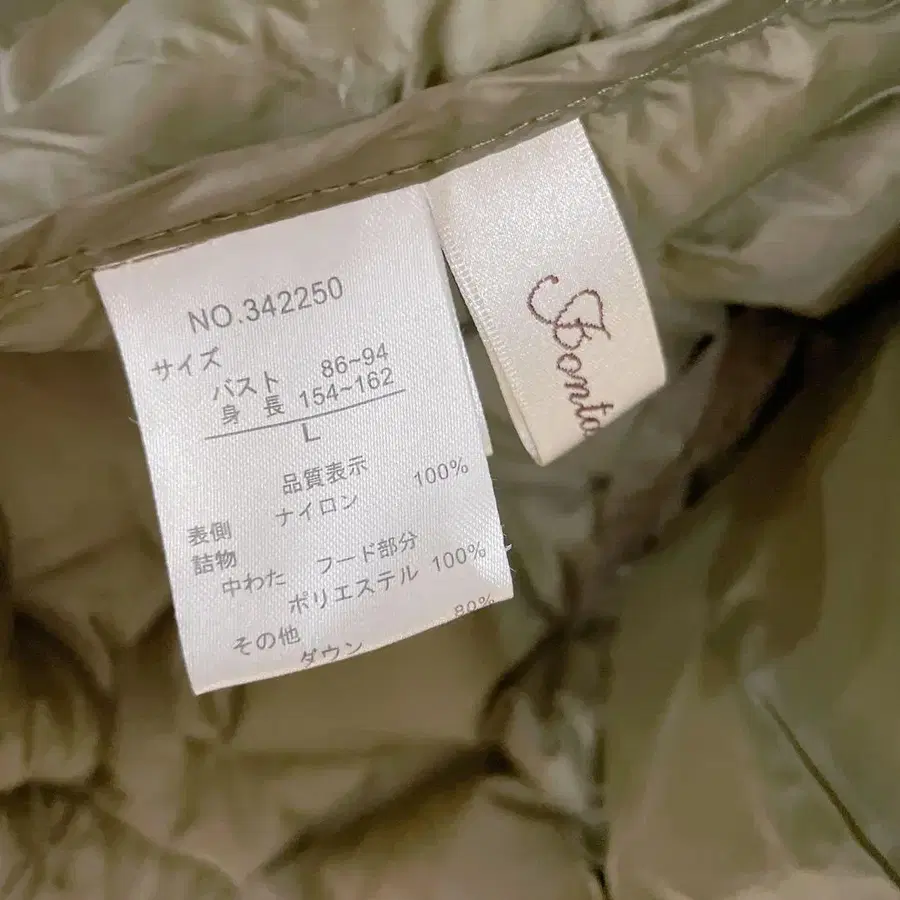 NO.342250
サイズ
バスト 86~94
身 長 154~162
L
品質表示
表側 ナイロン 100%
詰物
中わた フード部分
ポリエステル 100%
その他
ダウン 80%